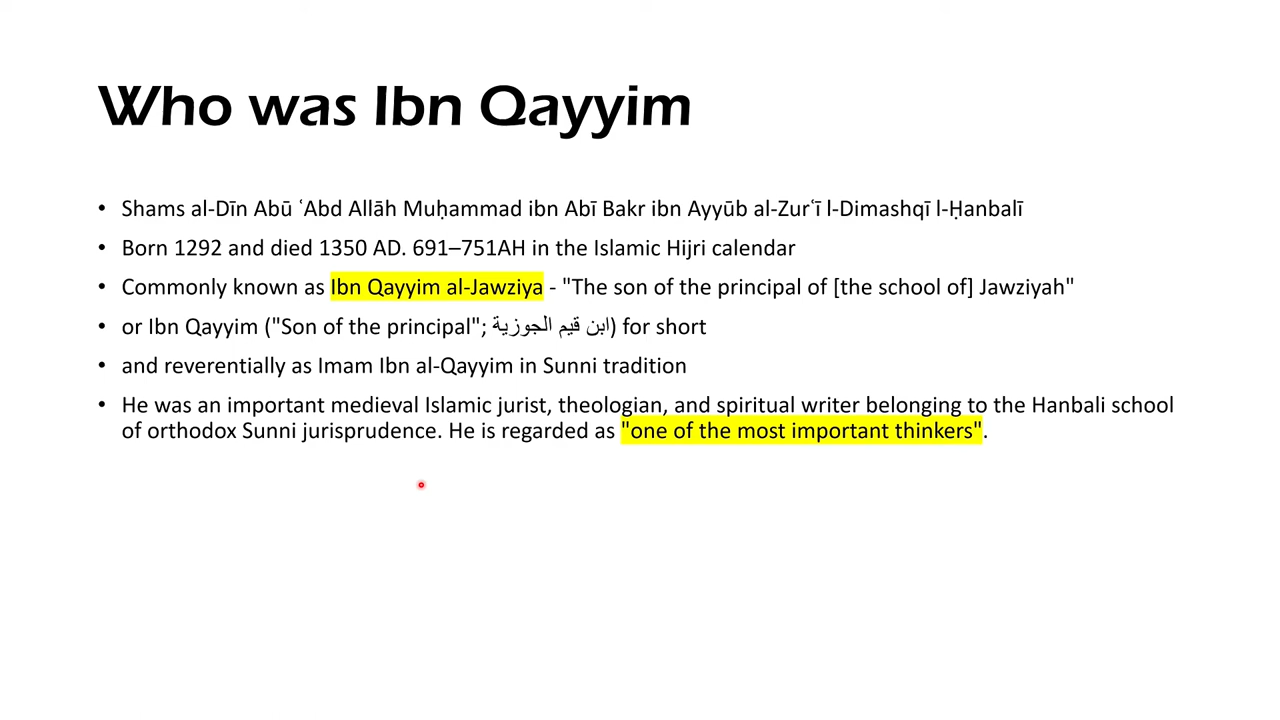 Who was Ibn Qayyim
• Shams al-Dīn Abū ʿAbd Allāh Muḥammad ibn Abī Bakr ibn Ayyūb al-Zurʿī l-Dimashqī l-Ḥanbalī
• Born 1292 and died 1350 AD. 691–751AH in the Islamic Hijri calendar
• Commonly known as Ibn Qayyim al-Jawziya - "The son of the principal of [the school of] Jawziyah"
• or Ibn Qayyim ("Son of the principal"; ابن قيم الجوزية) for short
• and reverentially as Imam Ibn al-Qayyim in Sunni tradition
• He was an important medieval Islamic jurist, theologian, and spiritual writer belonging to the Hanbali school
of orthodox Sunni jurisprudence. He is regarded as "one of the most important thinkers".